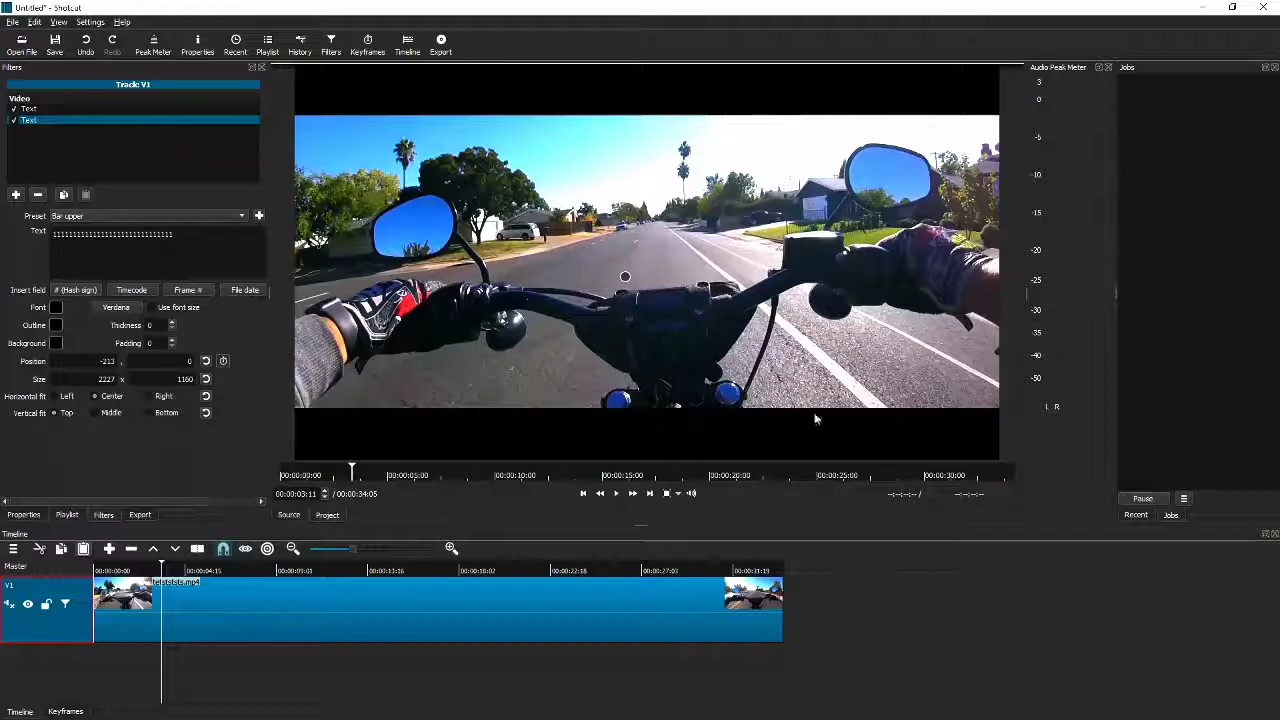 Untitled* - Shotcut
File Edit View Settings Help
Open File Save Undo Redo Peak Meter Properties Recent Playlist History Filters Keyframes Timeline Export
Filters
Track: V1
Video
Text
Text
Preset Bar upper
Text
Insert field # (Hash sign) Timecode Frame # File date
Font Verdana Use font size
Outline Thickness 0
Background Padding 0
Position -213 , 0
Size 2227 x 1160
Horizontal fit Left Center Right
Vertical fit Top Middle Bottom
Properties Playlist Filters Export
00:00:00:00 00:00:05:00 00:00:10:00 00:00:15:00 00:00:20:00 00:00:25:00 00:00:30:00
00:00:03:11 / 00:00:34:05 --:--:--:-- / --:--:--:--
Source Project
Audio Peak Meter
3
0
-5
-10
-15
-20
-25
-30
-35
-40
-50
L R
Jobs
Pause
Recent Jobs
Timeline
Master
00:00:00:00 00:00:04:15 00:00:09:01 00:00:13:16 00:00:18:02 00:00:22:18 00:00:27:03 00:00:31:19
V1
Timeline Keyframes